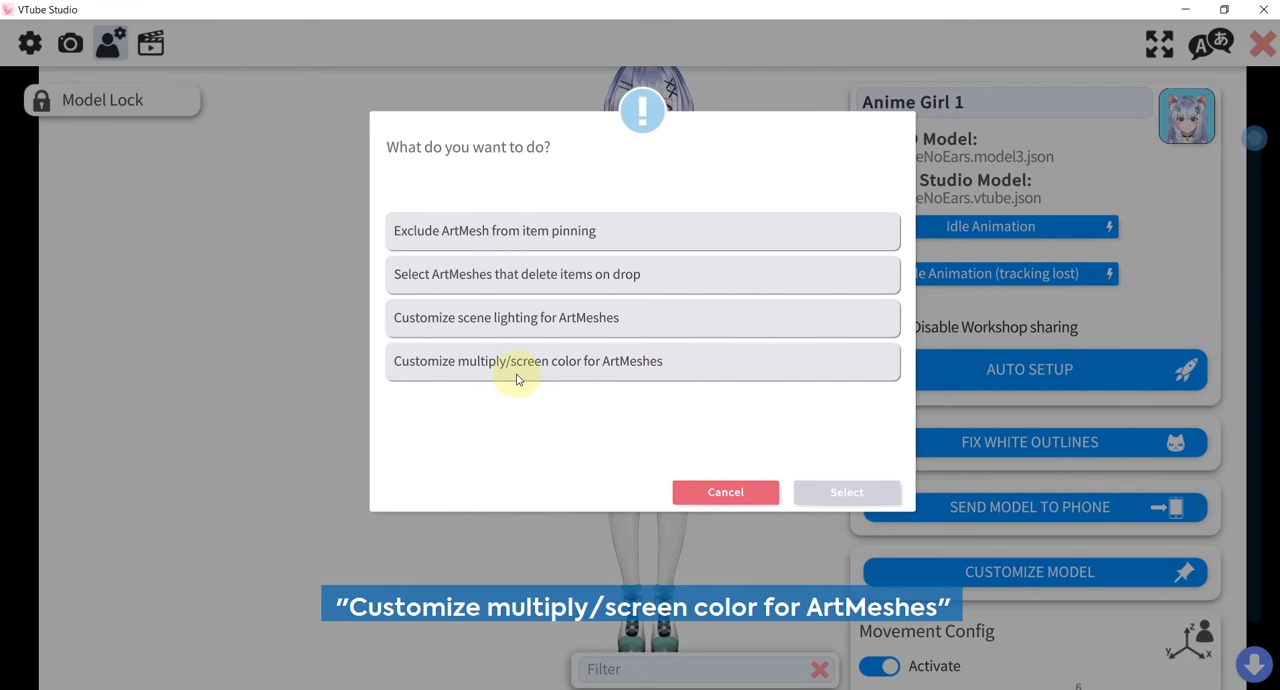 VTube Studio
Model Lock
What do you want to do?
Exclude ArtMesh from item pinning
Select ArtMeshes that delete items on drop
Customize scene lighting for ArtMeshes
Customize multiply/screen color for ArtMeshes
Cancel
Select
Anime Girl 1
Model:
eNoEars.model3.json
Studio Model:
eNoEars.vtube.json
Idle Animation
e Animation (tracking lost)
Disable Workshop sharing
AUTO SETUP
FIX WHITE OUTLINES
SEND MODEL TO PHONE
CUSTOMIZE MODEL
Movement Config
Activate
"Customize multiply/screen color for ArtMeshes"
Filter
A あ
z
y
x